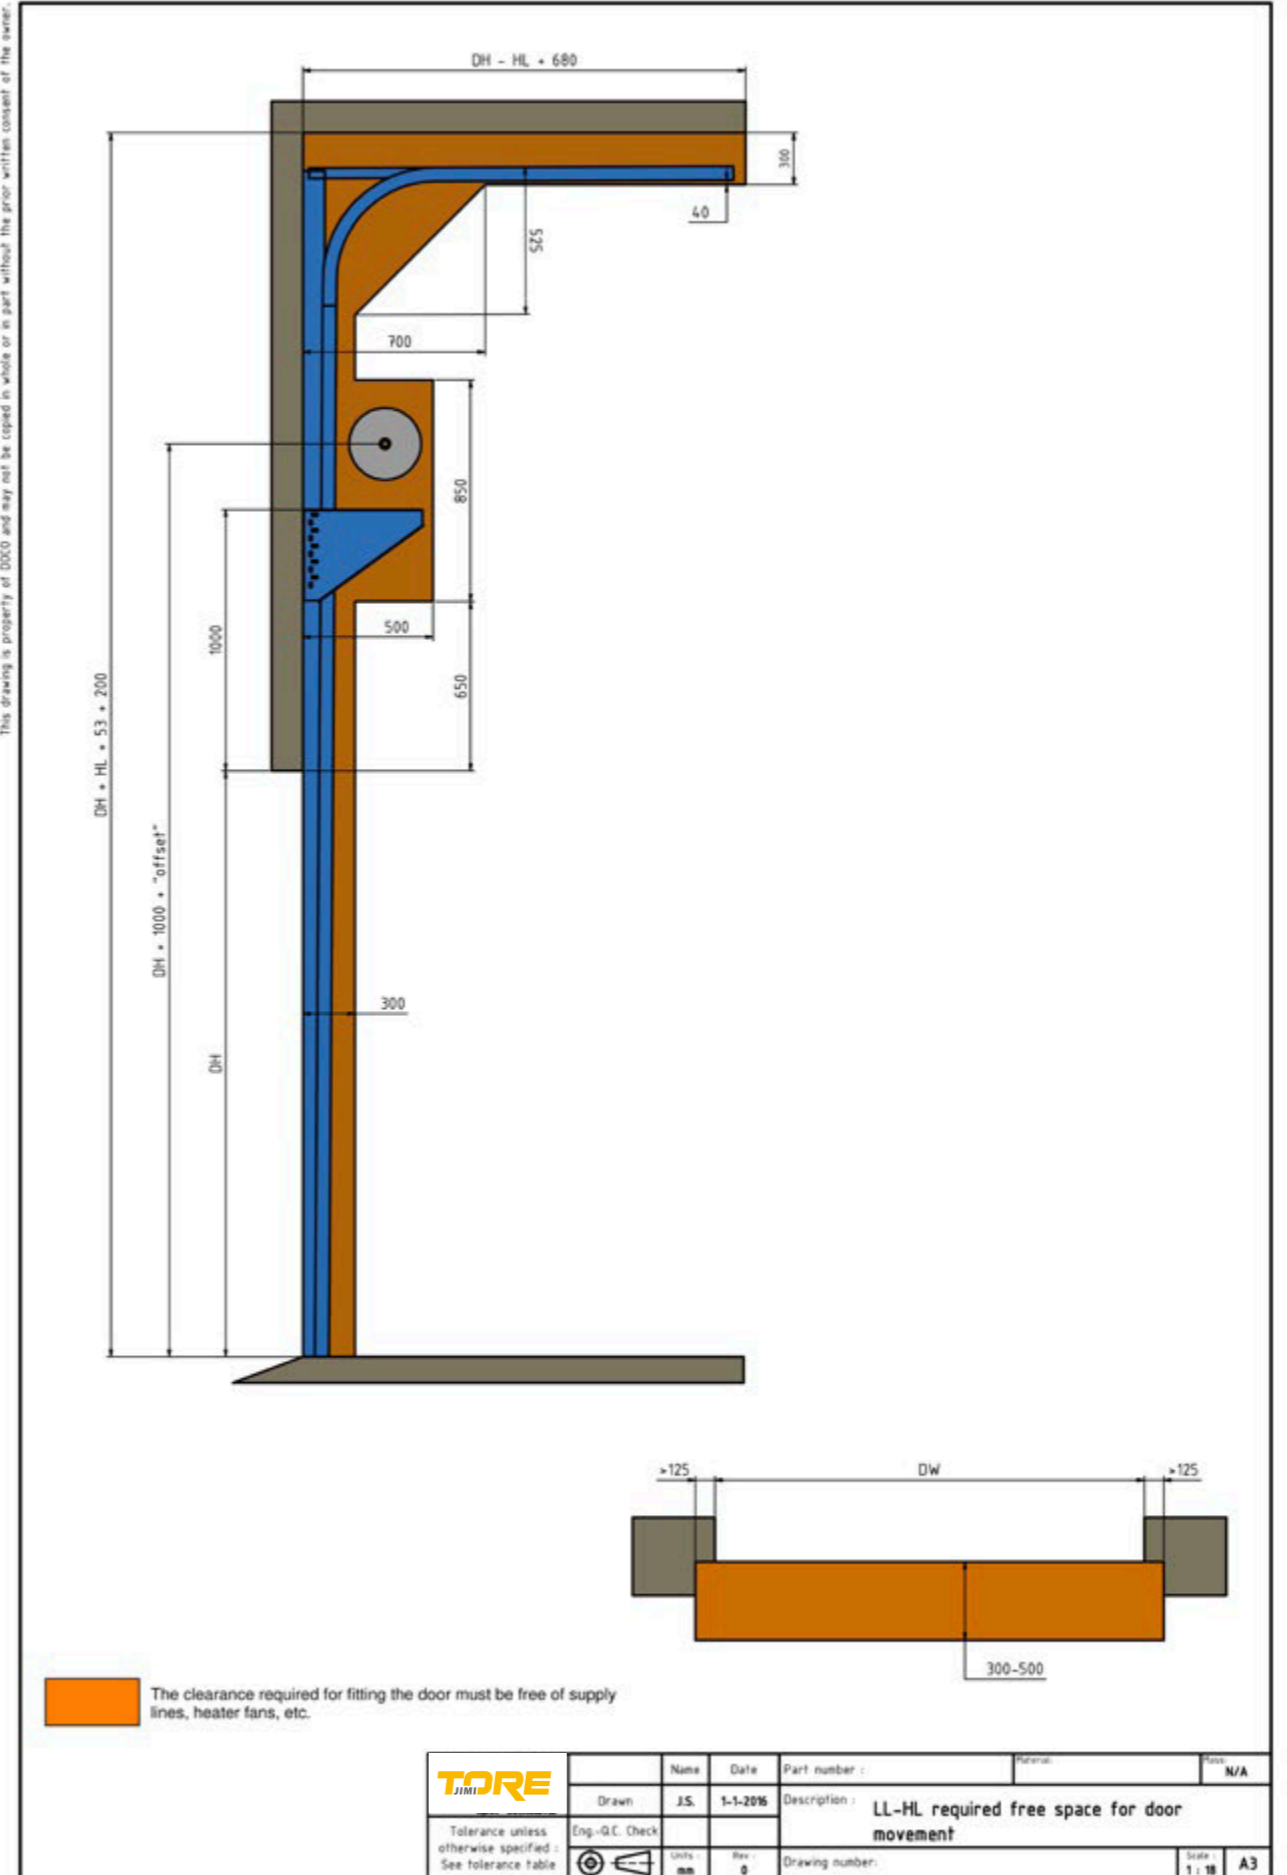 This drawing is property of DOCO and may not be copied in whole or in part without the prior written consent of the owner.
DH - HL + 680
300
40
525
700
850
1000
500
650
DH + HL + 53 + 200
DH + 1000 + "offset"
300
DH
>125
DW
>125
300-500
The clearance required for fitting the door must be free of supply
lines, heater fans, etc.
TORE
JIMI
Name
Date
Part number :
Material:
Mass:
N/A
Drawn
J.S.
1-1-2016
Description :
LL-HL required free space for door
movement
Tolerance unless
otherwise specified :
See tolerance table
Eng.-Q.C. Check
Units :
mm
Rev :
0
Drawing number:
Scale :
1 : 18
A3